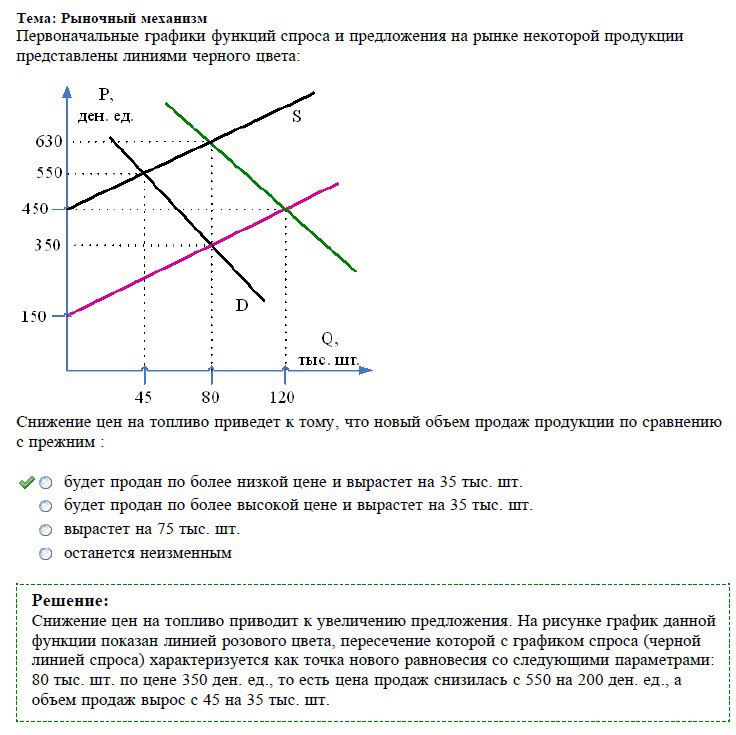 Тема: Рыночный механизм
Первоначальные графики функций спроса и предложения на рынке некоторой продукции
представлены линиями черного цвета:
P,
ден. ед.
S
630
550
450
350
150
D
Q,
тыс. шт.
45
80
120
Снижение цен на топливо приведет к тому, что новый объем продаж продукции по сравнению
с прежним :
будет продан по более низкой цене и вырастет на 35 тыс. шт.
будет продан по более высокой цене и вырастет на 35 тыс. шт.
вырастет на 75 тыс. шт.
останется неизменным
Решение:
Снижение цен на топливо приводит к увеличению предложения. На рисунке график данной
функции показан линией розового цвета, пересечение которой с графиком спроса (черной
линией спроса) характеризуется как точка нового равновесия со следующими параметрами:
80 тыс. шт. по цене 350 ден. ед., то есть цена продаж снизилась с 550 на 200 ден. ед., а
объем продаж вырос с 45 на 35 тыс. шт.